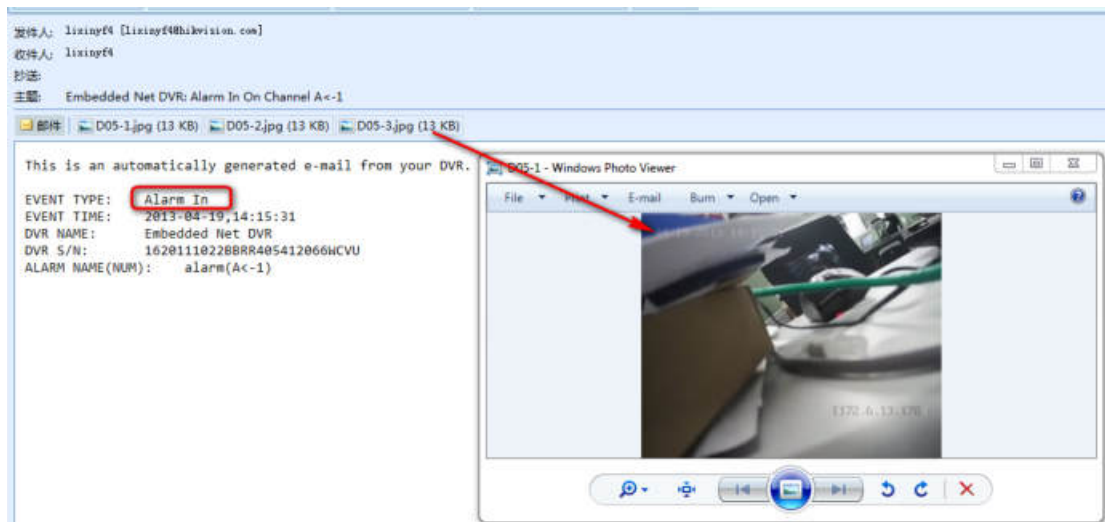 发件人: lixinyf4 [lixinyf4@hikvision.com]
收件人: lixinyf4
抄送:
主题: Embedded Net DVR: Alarm In On Channel A<-1
邮件 D05-1.jpg (13 KB) D05-2.jpg (13 KB) D05-3.jpg (13 KB)
This is an automatically generated e-mail from your DVR.
EVENT TYPE: Alarm In
EVENT TIME: 2013-04-19,14:15:31
DVR NAME: Embedded Net DVR
DVR S/N: 1620111022BBRR405412066WCVU
ALARM NAME(NUM): alarm(A<-1)
D05-1 - Windows Photo Viewer
File Print E-mail Burn Open